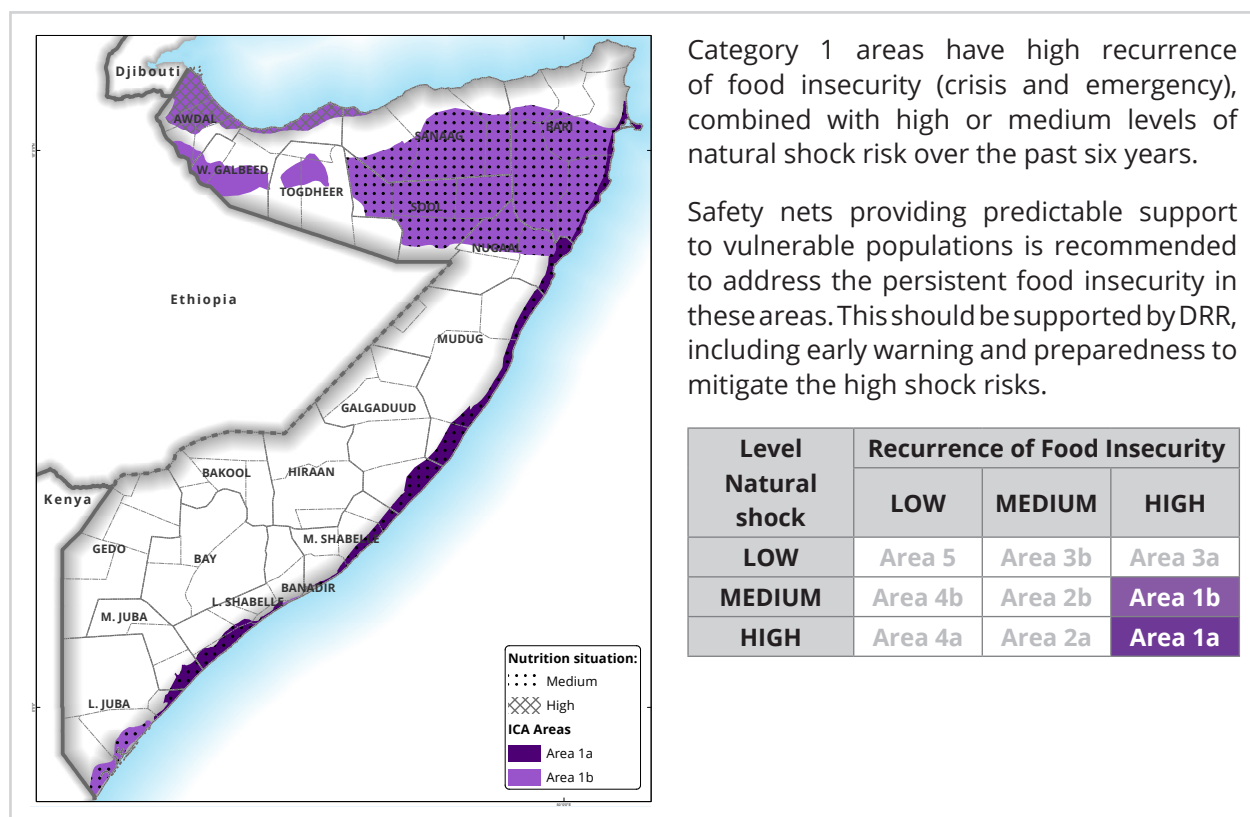 Djibouti
AWDAL
W. GALBEED
TOGDHEER
SANAAG
BARI
SOOL
NUGAAL
Ethiopia
MUDUG
GALGADUUD
HIRAAN
BAKOOL
Kenya
GEDO
BAY
M. SHABELLE
BANADIR
L. SHABELLE
M. JUBA
L. JUBA
Nutrition situation:
Medium
High
ICA Areas
Area 1a
Area 1b
Category 1 areas have high recurrence
of food insecurity (crisis and emergency),
combined with high or medium levels of
natural shock risk over the past six years.
Safety nets providing predictable support
to vulnerable populations is recommended
to address the persistent food insecurity in
these areas. This should be supported by DRR,
including early warning and preparedness to
mitigate the high shock risks.
Level Natural shock Recurrence of Food Insecurity
LOW MEDIUM HIGH
LOW Area 5 Area 3b Area 3a
MEDIUM Area 4b Area 2b Area 1b
HIGH Area 4a Area 2a Area 1a